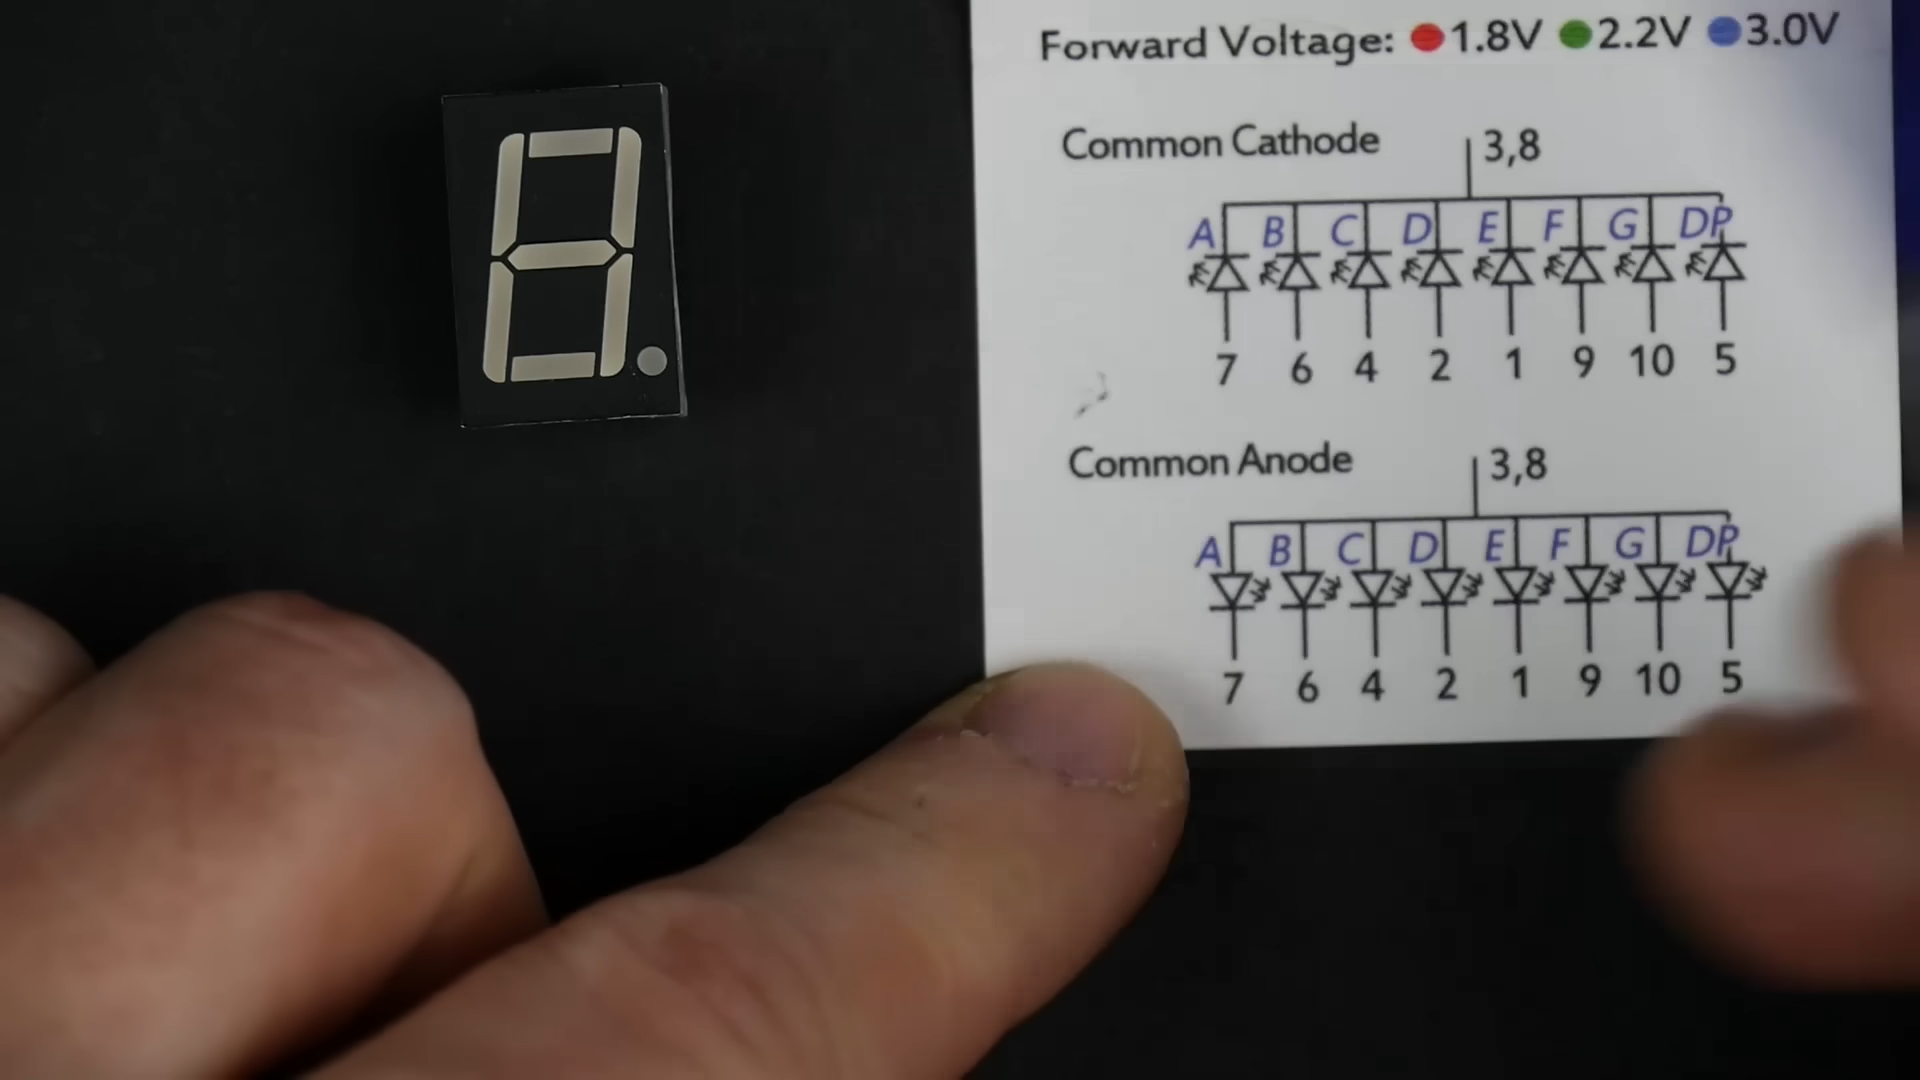 Forward Voltage: 1.8V 2.2V 3.0V
Common Cathode
3,8
A B C D E F G DP
7 6 4 2 1 9 10 5
Common Anode
3,8
A B C D E F G DP
7 6 4 2 1 9 10 5